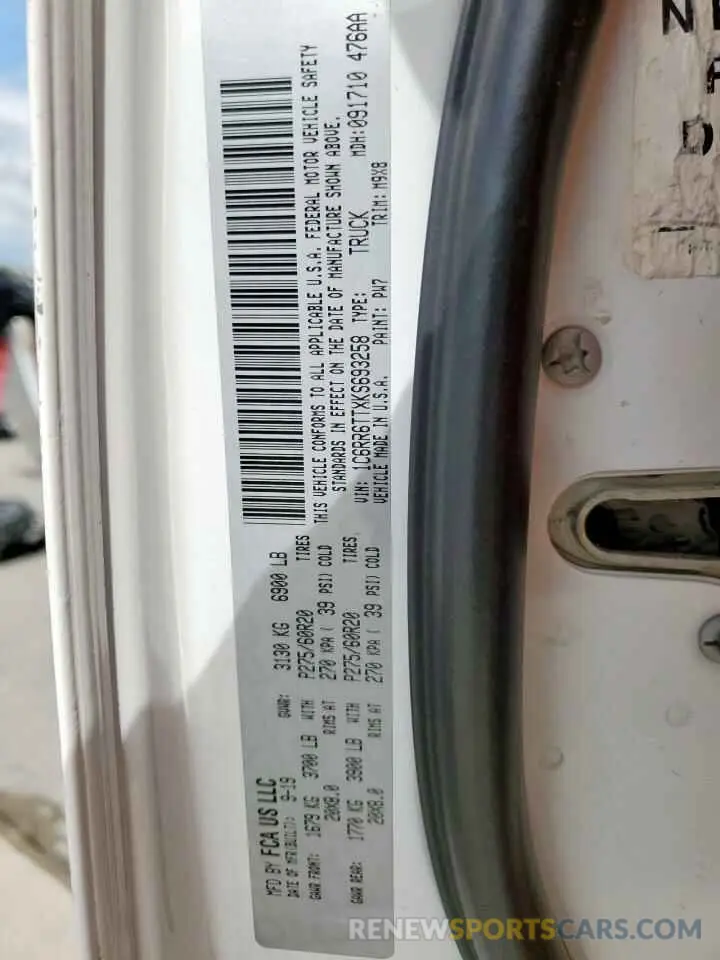 MFD BY FCA US LLC
DATE OF MFR(BUILT): 9-19
GVWR: 3130 KG 6900 LB
GAWR FRONT: 1679 KG 3700 LB WITH P275/60R20 TIRES
20X8.0 RIMS AT 270 KPA ( 39 PSI) COLD
GAWR REAR: 1770 KG 3900 LB WITH P275/60R20 TIRES,
20X8.0 RIMS AT 270 KPA ( 39 PSI) COLD
THIS VEHICLE CONFORMS TO ALL APPLICABLE U.S.A. FEDERAL MOTOR VEHICLE SAFETY
STANDARDS IN EFFECT ON THE DATE OF MANUFACTURE SHOWN ABOVE.
VIN: 1C6RR6TTXKS693258 TYPE: TRUCK MDH:091710 476AA
VEHICLE MADE IN U.S.A. PAINT: PW7 TRIM: M9X8
RENEWSPORTSCARS.COM